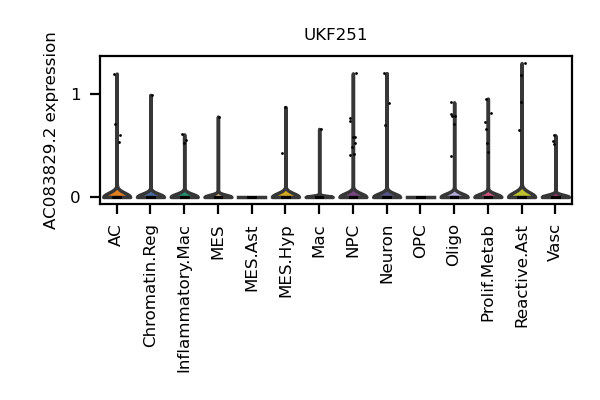 UKF251
AC083829.2 expression
1
0
AC
Chromatin.Reg
Inflammatory.Mac
MES
MES.Ast
MES.Hyp
Mac
NPC
Neuron
OPC
Oligo
Prolif.Metab
Reactive.Ast
Vasc